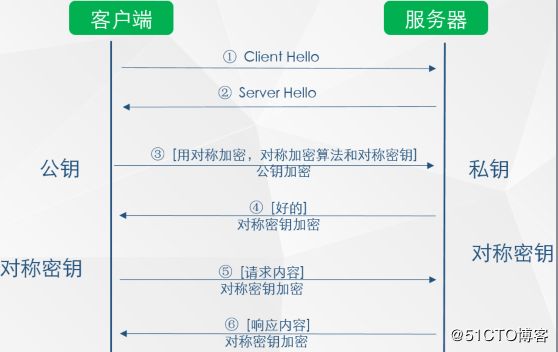 客户端 服务器
① Client Hello
② Server Hello
③ [用对称加密，对称加密算法和对称密钥]
公钥 公钥加密 私钥
④ [好的]
对称密钥加密
对称密钥 对称密钥
⑤ [请求内容]
对称密钥加密
⑥ [响应内容]
对称密钥加密
@51CTO博客